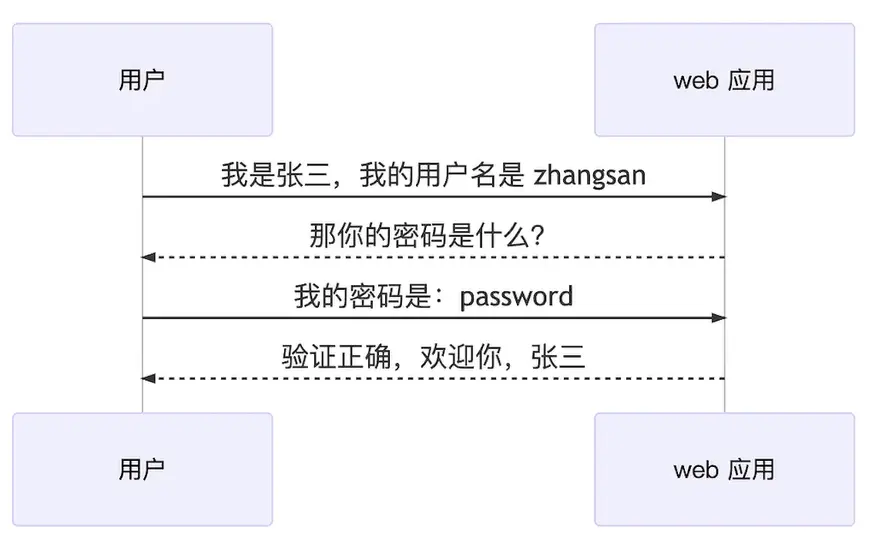 用户
web 应用
我是张三，我的用户名是 zhangsan
那你的密码是什么？
我的密码是：password
验证正确，欢迎你，张三
用户
web 应用